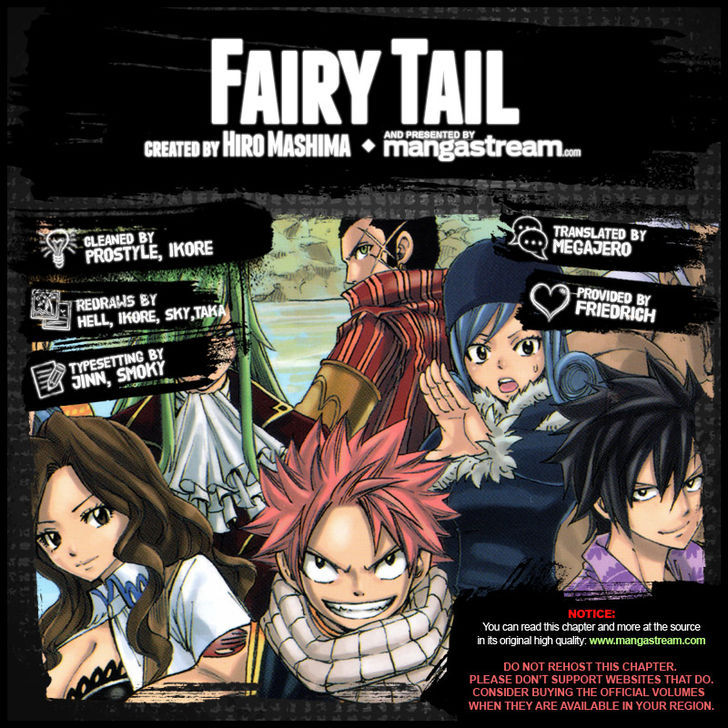 FAIRY TAIL
CREATED BY HIRO MASHIMA ◆ AND PRESENTED BY mangastream.com
CLEANED BY
PROSTYLE, IKORE
REDRAWS BY
HELL, IKORE, SKY,TAKA
TYPESETTING BY
JINN, SMOKY
TRANSLATED BY
MEGAJERO
PROVIDED BY
FRIEDRICH
NOTICE:
You can read this chapter and more at the source
in its original high quality: www.mangastream.com
DO NOT REHOST THIS CHAPTER.
PLEASE DON'T SUPPORT WEBSITES THAT DO.
CONSIDER BUYING THE OFFICIAL VOLUMES
WHEN THEY ARE AVAILABLE IN YOUR REGION.